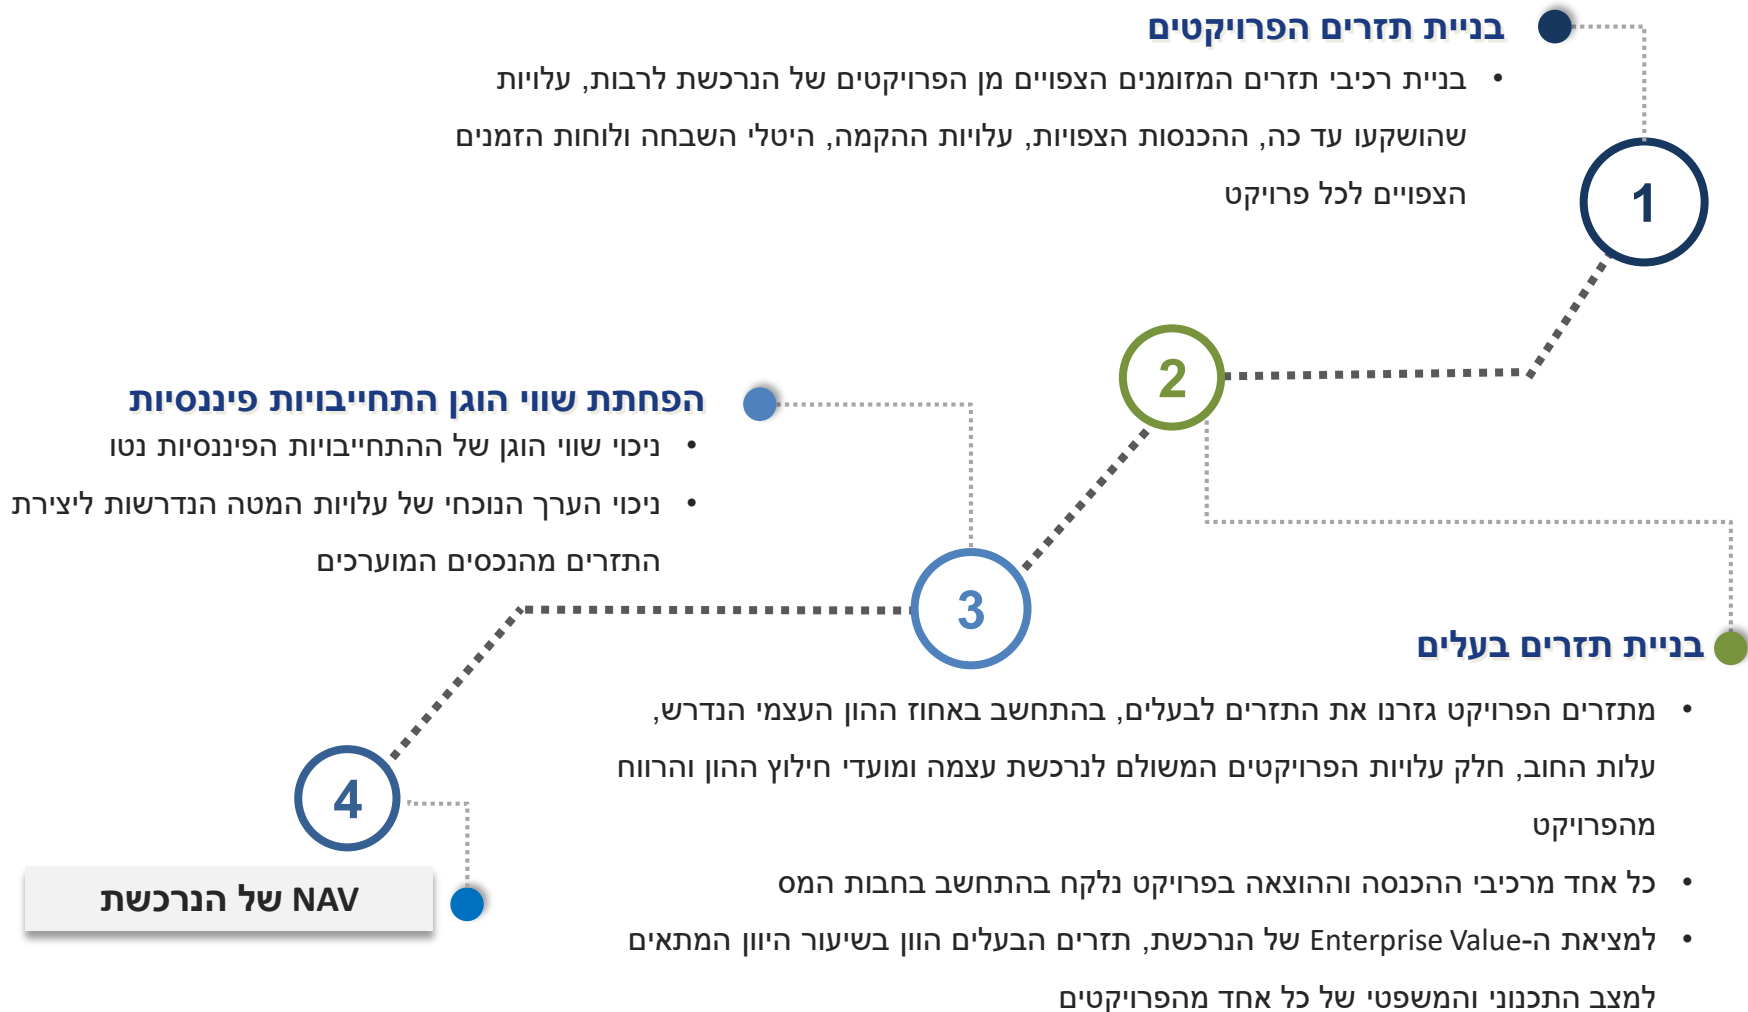 בניית תזרים הפרויקטים
• בניית רכיבי תזרים המזומנים הצפויים מן הפרויקטים של הנרכשת לרבות, עלויות
שהושקעו עד כה, ההכנסות הצפויות, עלויות ההקמה, היטלי השבחה ולוחות הזמנים
הצפויים לכל פרויקט
1
2
בניית תזרים בעלים
• מתזרים הפרויקט גזרנו את התזרים לבעלים, בהתחשב באחוז ההון העצמי הנדרש,
עלות החוב, חלק עלויות הפרויקטים המשולם לנרכשת עצמה ומועדי חילוץ ההון והרווח
מהפרויקט
• כל אחד מרכיבי ההכנסה וההוצאה בפרויקט נלקח בהתחשב בחבות המס
• למציאת ה-Enterprise Value של הנרכשת, תזרים הבעלים הוון בשיעור היוון המתאים
למצב התכנוני והמשפטי של כל אחד מהפרויקטים
3
הפחתת שווי הוגן התחייבויות פיננסיות
• ניכוי שווי הוגן של ההתחייבויות הפיננסיות נטו
• ניכוי הערך הנוכחי של עלויות המטה הנדרשות ליצירת
התזרים מהנכסים המוערכים
4
NAV של הנרכשת